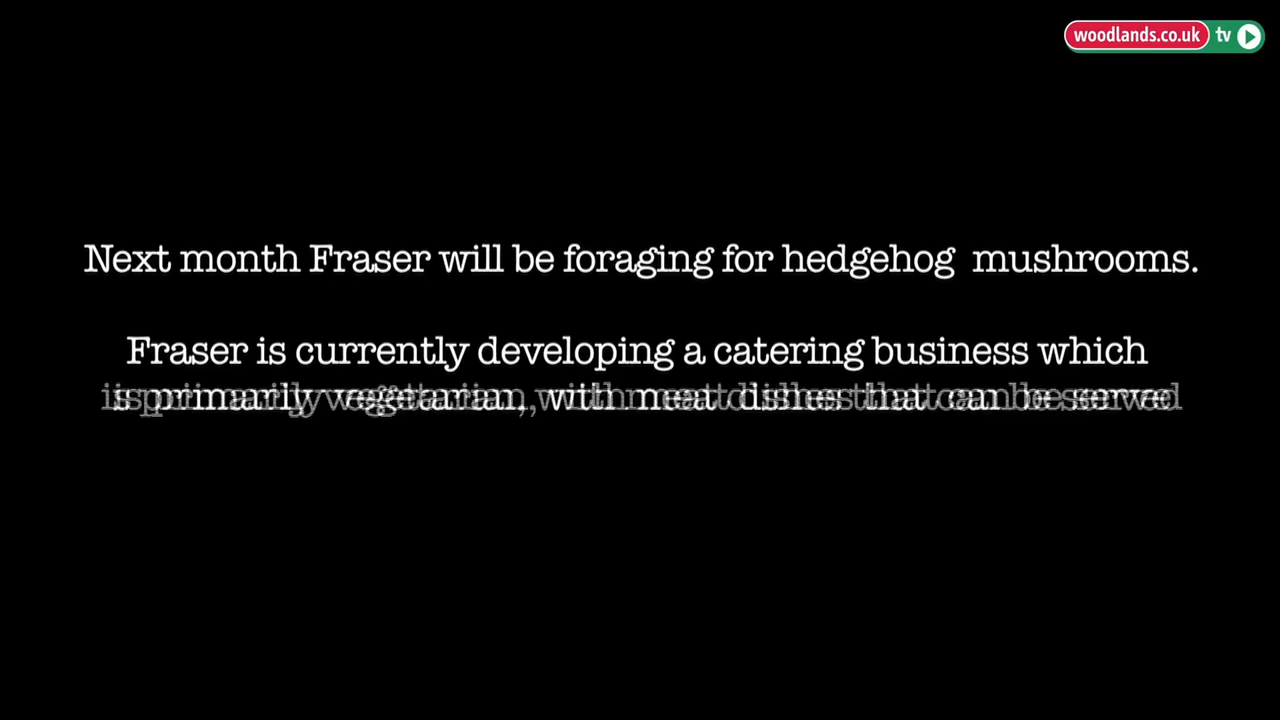 woodlands.co.uk tv
Next month Fraser will be foraging for hedgehog mushrooms.
Fraser is currently developing a catering business which
is primarily vegetarian, with meat dishes that can be